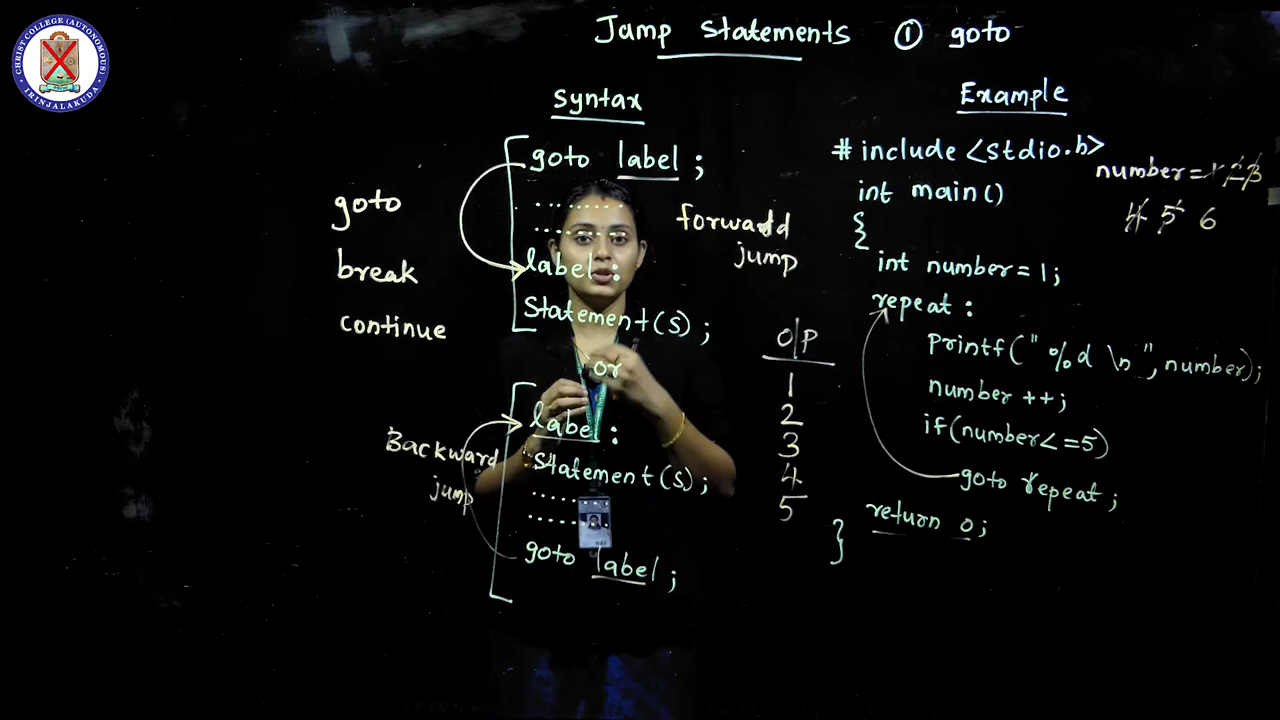 CHRIST COLLEGE (AUTONOMOUS)
IRINJALAKUDA
Jump Statements ① goto
goto
break
continue
Syntax
goto label ;
..........
..........
label :
Statement(s) ;
forward
jump
or
label :
Statement(s) ;
......
......
goto label ;
Backward
jump
O/P
1
2
3
4
5
Example
# include <stdio.h>
int main()
{
int number = 1;
repeat :
printf(" %d \n ", number);
number ++;
if(number<=5)
goto repeat ;
return 0;
}
number = 1 2 3
4 5 6